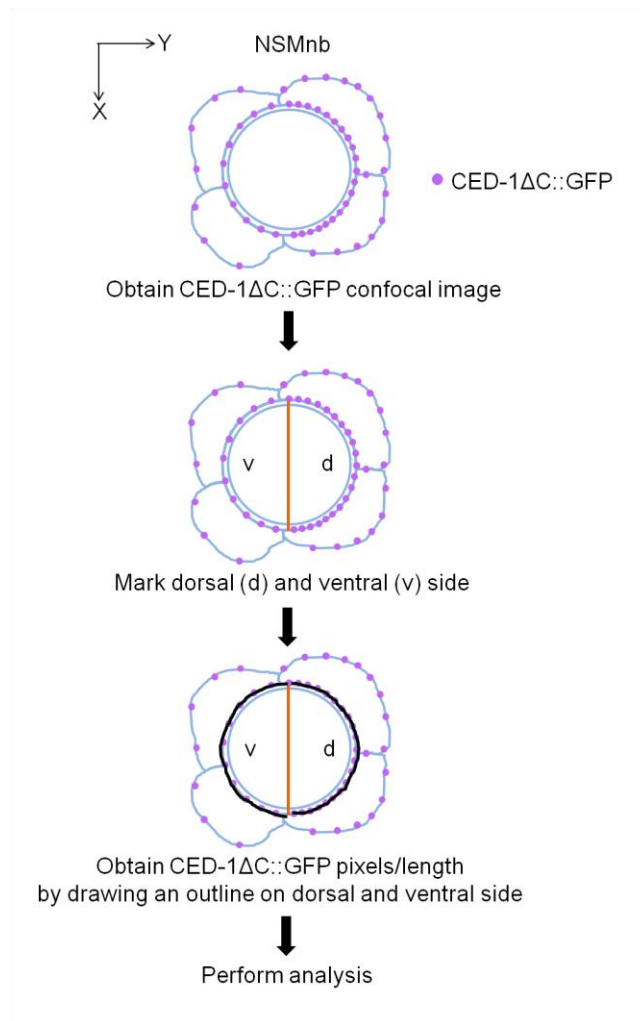 Y
NSMnb
X
CED-1ΔC::GFP
Obtain CED-1ΔC::GFP confocal image
v d
Mark dorsal (d) and ventral (v) side
v d
Obtain CED-1ΔC::GFP pixels/length
by drawing an outline on dorsal and ventral side
Perform analysis